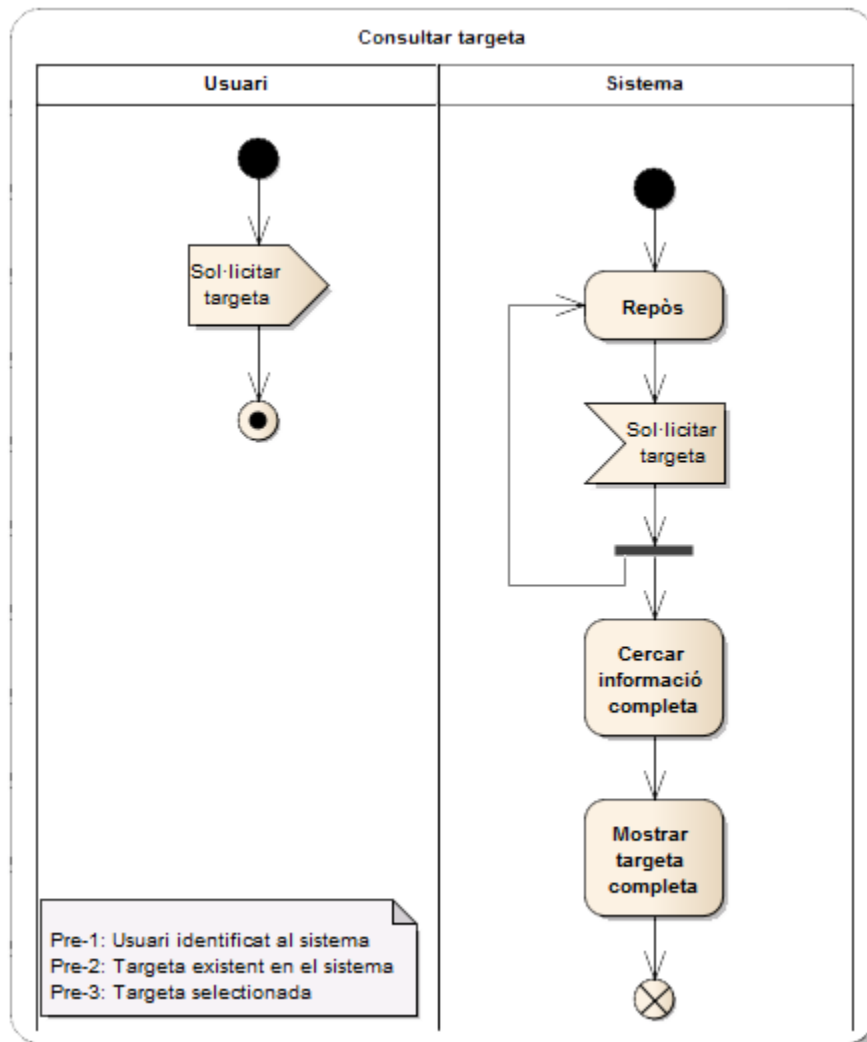 Consultar targeta
Usuari
Sistema
Sol·licitar
targeta
Repòs
Sol·licitar
targeta
Cercar
informació
completa
Mostrar
targeta
completa
Pre-1: Usuari identificat al sistema
Pre-2: Targeta existent en el sistema
Pre-3: Targeta selectionada